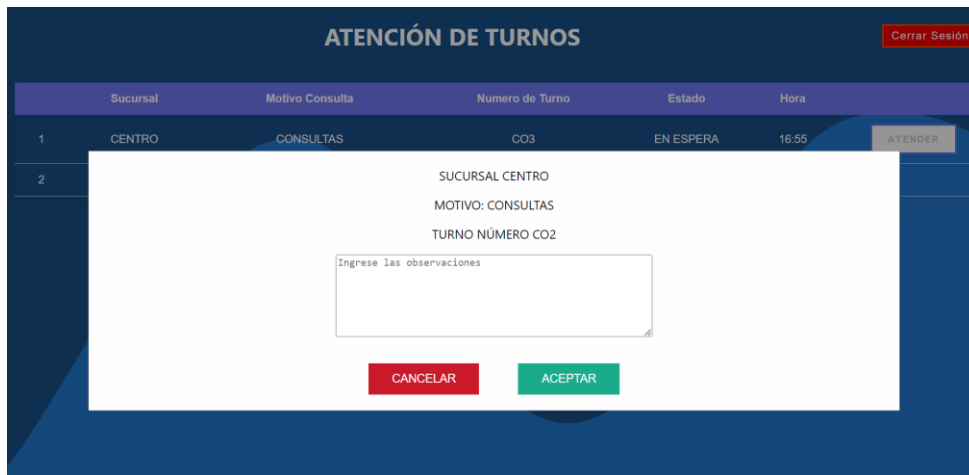 ATENCIÓN DE TURNOS
Cerrar Sesión
Sucursal Motivo Consulta Numero de Turno Estado Hora
1 CENTRO CONSULTAS CO3 EN ESPERA 16:55 ATENDER
2
SUCURSAL CENTRO
MOTIVO: CONSULTAS
TURNO NÚMERO CO2
Ingrese las observaciones
CANCELAR ACEPTAR